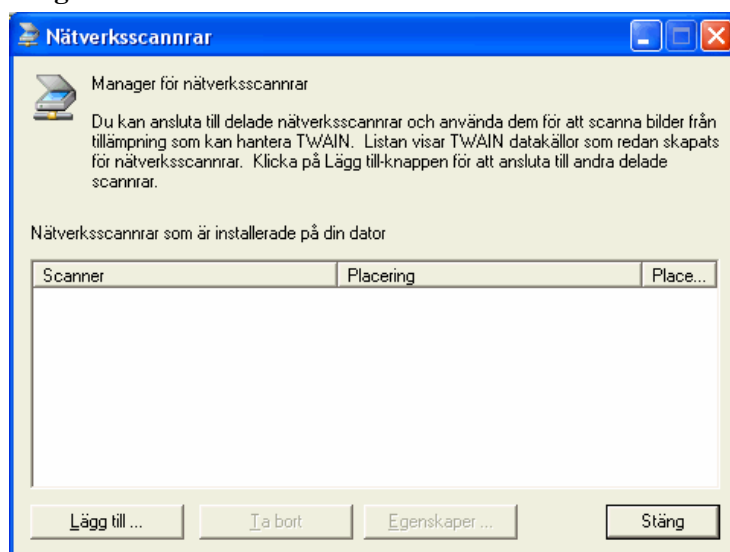 Nätverksscannrar
Manager för nätverksscannrar
Du kan ansluta till delade nätverksscannrar och använda dem för att scanna bilder från
tillämpning som kan hantera TWAIN. Listan visar TWAIN datakällor som redan skapats
för nätverksscannrar. Klicka på Lägg till-knappen för att ansluta till andra delade
scannrar.
Nätverksscannrar som är installerade på din dator
Scanner Placering Place...
Lägg till ... Ta bort Egenskaper ... Stäng